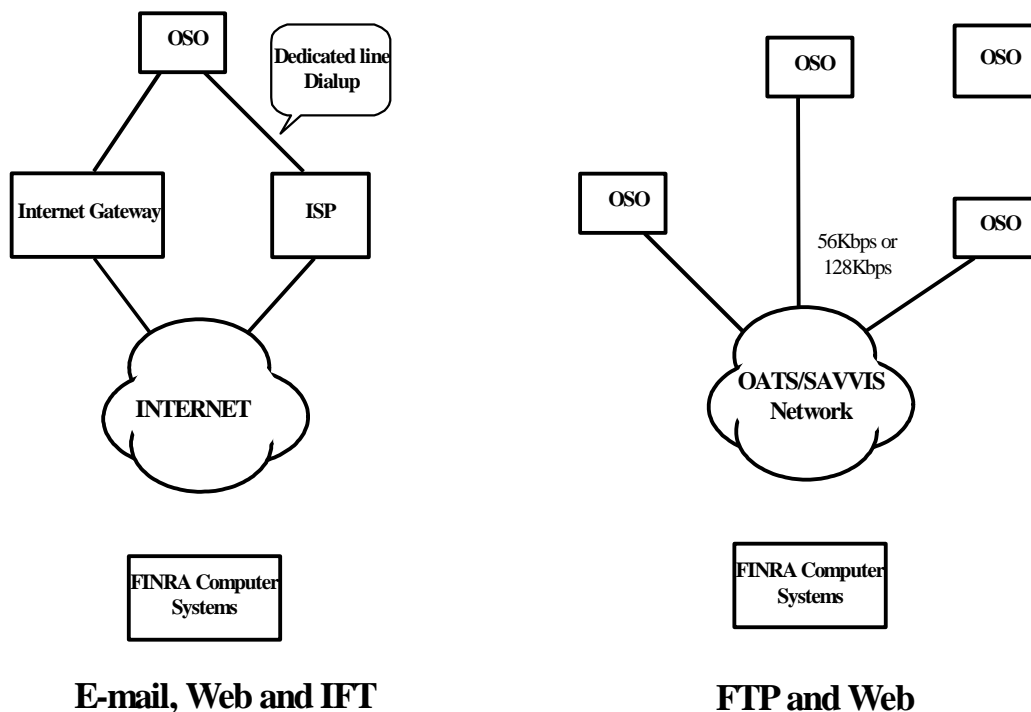 OSO
Dedicated line
Dialup
Internet Gateway
ISP
INTERNET
FINRA Computer
Systems
E-mail, Web and IFT
OSO
OSO
OSO
OSO
56Kbps or
128Kbps
OATS/SAVVIS
Network
FINRA Computer
Systems
FTP and Web